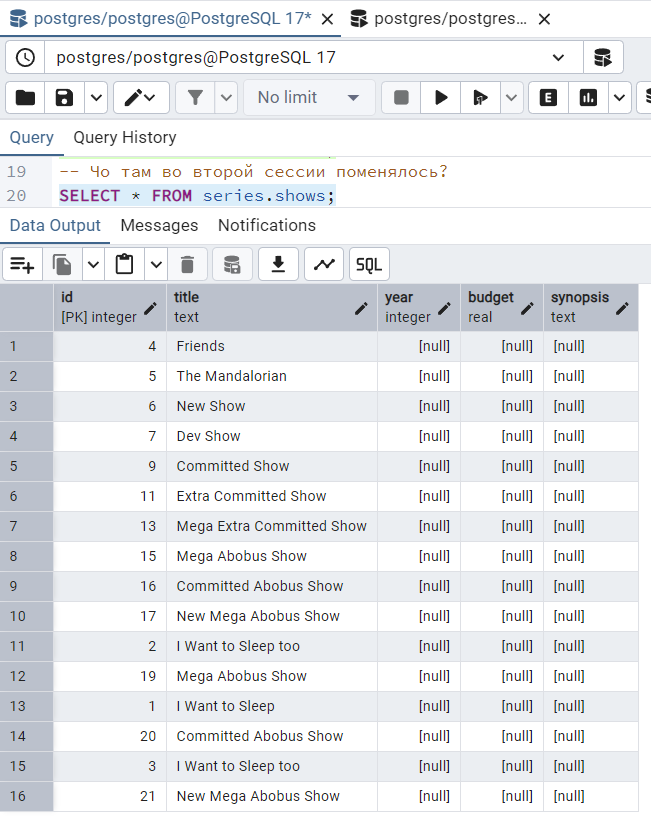 postgres/postgres@PostgreSQL 17*
postgres/postgres...
postgres/postgres@PostgreSQL 17
No limit
E
Query Query History
19 -- Чо там во второй сессии поменялось?
20 SELECT * FROM series.shows;
Data Output Messages Notifications
SQL
id title year budget synopsis
[PK] integer text integer real text
1 4 Friends [null] [null] [null]
2 5 The Mandalorian [null] [null] [null]
3 6 New Show [null] [null] [null]
4 7 Dev Show [null] [null] [null]
5 9 Committed Show [null] [null] [null]
6 11 Extra Committed Show [null] [null] [null]
7 13 Mega Extra Committed Show [null] [null] [null]
8 15 Mega Abobus Show [null] [null] [null]
9 16 Committed Abobus Show [null] [null] [null]
10 17 New Mega Abobus Show [null] [null] [null]
11 2 I Want to Sleep too [null] [null] [null]
12 19 Mega Abobus Show [null] [null] [null]
13 1 I Want to Sleep [null] [null] [null]
14 20 Committed Abobus Show [null] [null] [null]
15 3 I Want to Sleep too [null] [null] [null]
16 21 New Mega Abobus Show [null] [null] [null]